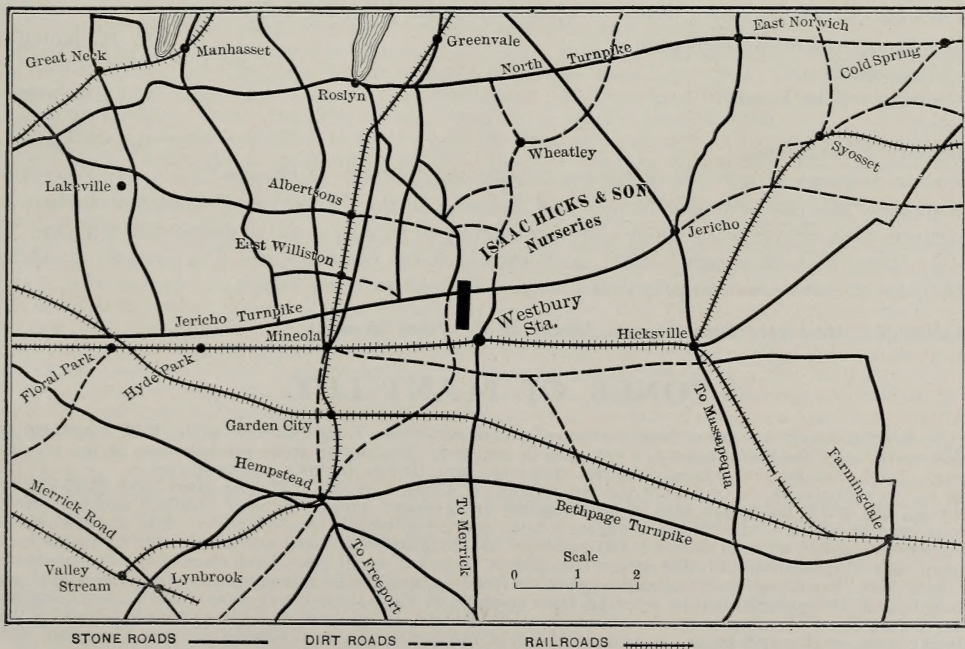 East Norwich
Greenvale
Manhasset
Great Neck
North Turnpike
Cold Spring
Roslyn
Wheatley
Syosset
Lakeville
Albertsons
ISAAC HICKS & SON
Nurseries
Jericho
East Williston
Jericho Turnpike
Westbury
Sta.
Mineola
Hicksville
Floral Park
Hyde Park
To Massapequa
Garden City
Farmingdale
Hempstead
Merrick Road
To Merrick
Bethpage Turnpike
To Freeport
Scale
0 1 2
Valley
Stream
Lynbrook
STONE ROADS DIRT ROADS RAILROADS